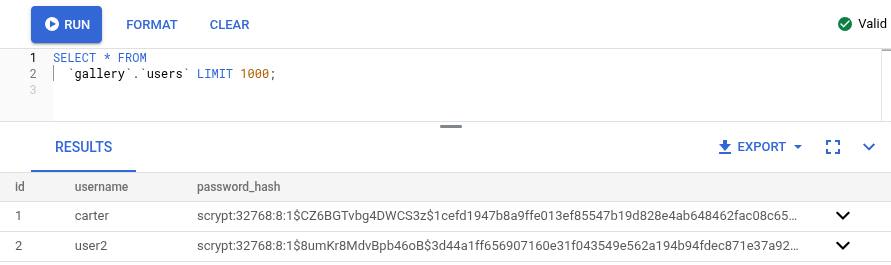 RUN FORMAT CLEAR Valid
1 SELECT * FROM
2 `gallery`.`users` LIMIT 1000;
3
RESULTS EXPORT
id username password_hash
1 carter scrypt:32768:8:1$CZ6BGTvbg4DWCS3z$1cefd1947b8a9ffe013ef85547b19d828e4ab648462fac08c65...
2 user2 scrypt:32768:8:1$8umKr8MdvBpb46oB$3d44a1ff656907160e31f043549e562a194b94fdec871e37a92...